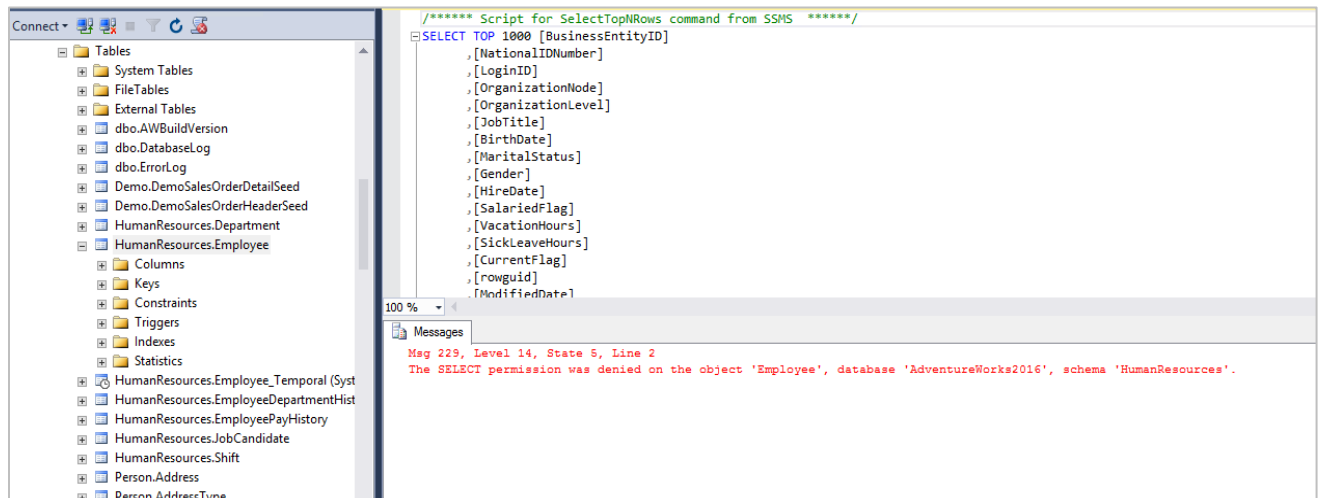 Connect
Tables
System Tables
FileTables
External Tables
dbo.AWBuildVersion
dbo.DatabaseLog
dbo.ErrorLog
Demo.DemoSalesOrderDetailSeed
Demo.DemoSalesOrderHeaderSeed
HumanResources.Department
HumanResources.Employee
Columns
Keys
Constraints
Triggers
Indexes
Statistics
HumanResources.Employee_Temporal (Syst
HumanResources.EmployeeDepartmentHist
HumanResources.EmployeePayHistory
HumanResources.JobCandidate
HumanResources.Shift
Person.Address
Person.AddressType
/****** Script for SelectTopNRows command from SSMS ******/
SELECT TOP 1000 [BusinessEntityID]
,[NationalIDNumber]
,[LoginID]
,[OrganizationNode]
,[OrganizationLevel]
,[JobTitle]
,[BirthDate]
,[MaritalStatus]
,[Gender]
,[HireDate]
,[SalariedFlag]
,[VacationHours]
,[SickLeaveHours]
,[CurrentFlag]
,[rowguid]
,[ModifiedDate]
100 %
Messages
Msg 229, Level 14, State 5, Line 2
The SELECT permission was denied on the object 'Employee', database 'AdventureWorks2016', schema 'HumanResources'.